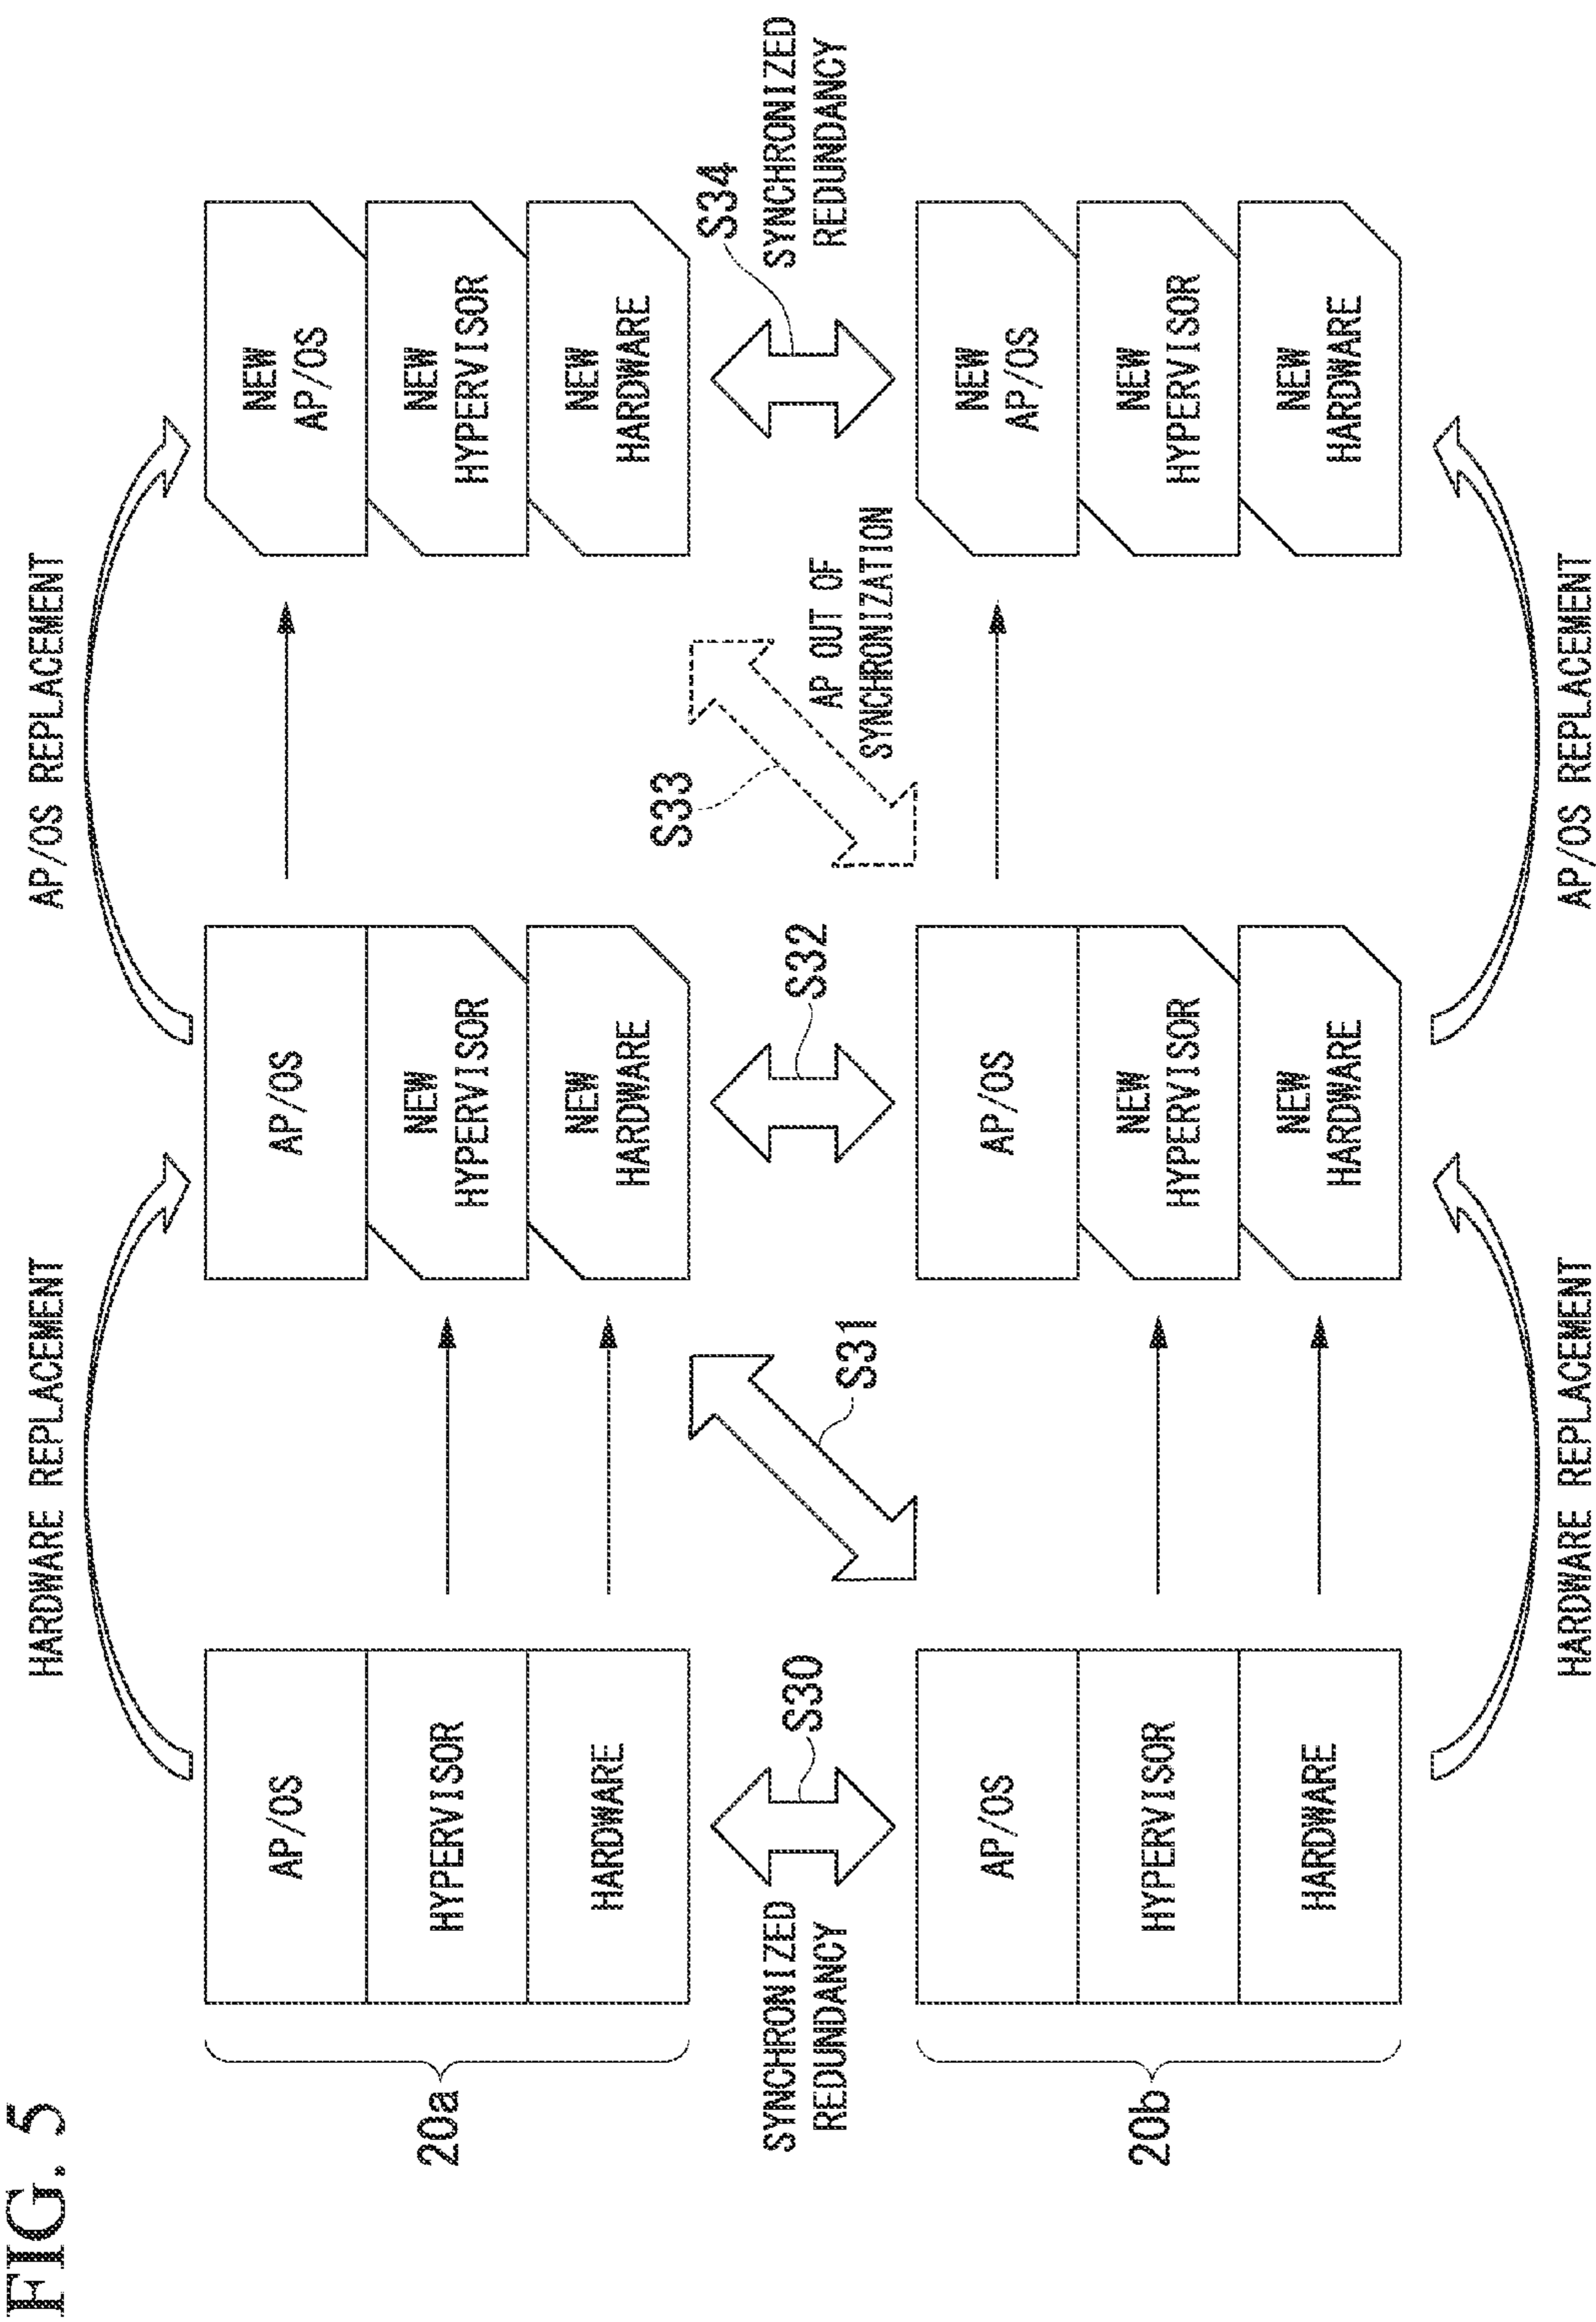 FIG. 5
HARDWARE REPLACEMENT
AP/OS REPLACEMENT
20a
AP/OS
HYPERVISOR
HARDWARE
AP/OS
NEW
HYPERVISOR
NEW
HARDWARE
NEW
AP/OS
NEW
HYPERVISOR
NEW
HARDWARE
SYNCHRONIZED
REDUNDANCY
S30
S31
S32
S33
AP OUT OF
SYNCHRONIZATION
S34
SYNCHRONIZED
REDUNDANCY
20b
AP/OS
HYPERVISOR
HARDWARE
AP/OS
NEW
HYPERVISOR
NEW
HARDWARE
NEW
AP/OS
NEW
HYPERVISOR
NEW
HARDWARE
HARDWARE REPLACEMENT
AP/OS REPLACEMENT